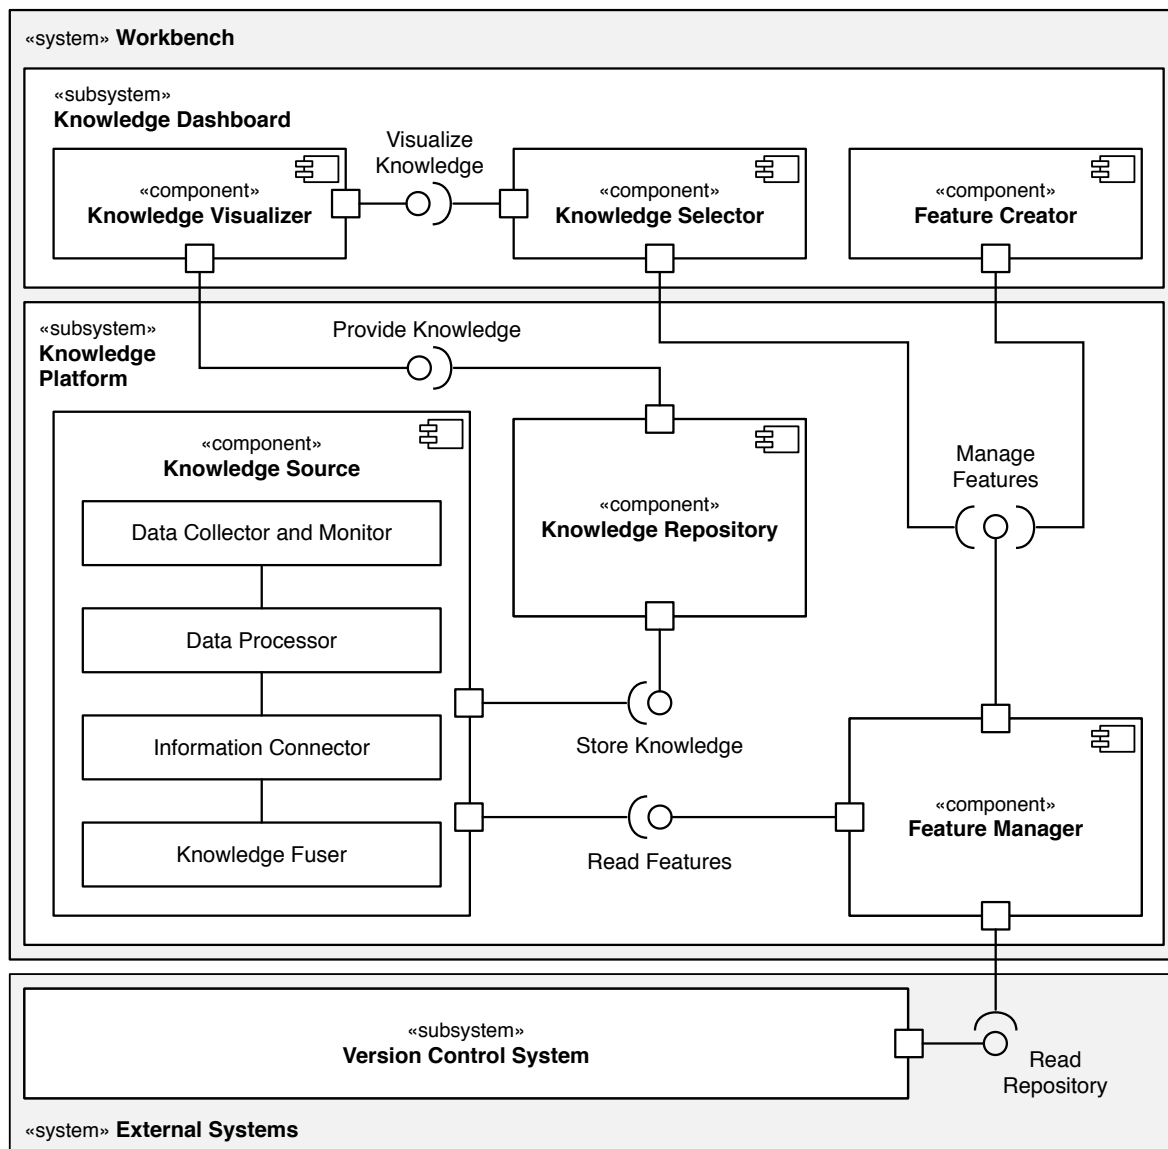 «system» Workbench
«subsystem»
Knowledge Dashboard
Visualize
Knowledge
«component»
Knowledge Visualizer
«component»
Knowledge Selector
«component»
Feature Creator
«subsystem»
Knowledge
Platform
Provide Knowledge
«component»
Knowledge Source
Data Collector and Monitor
Data Processor
Information Connector
Knowledge Fuser
«component»
Knowledge Repository
Manage
Features
Store Knowledge
Read Features
«component»
Feature Manager
«subsystem»
Version Control System
Read
Repository
«system» External Systems